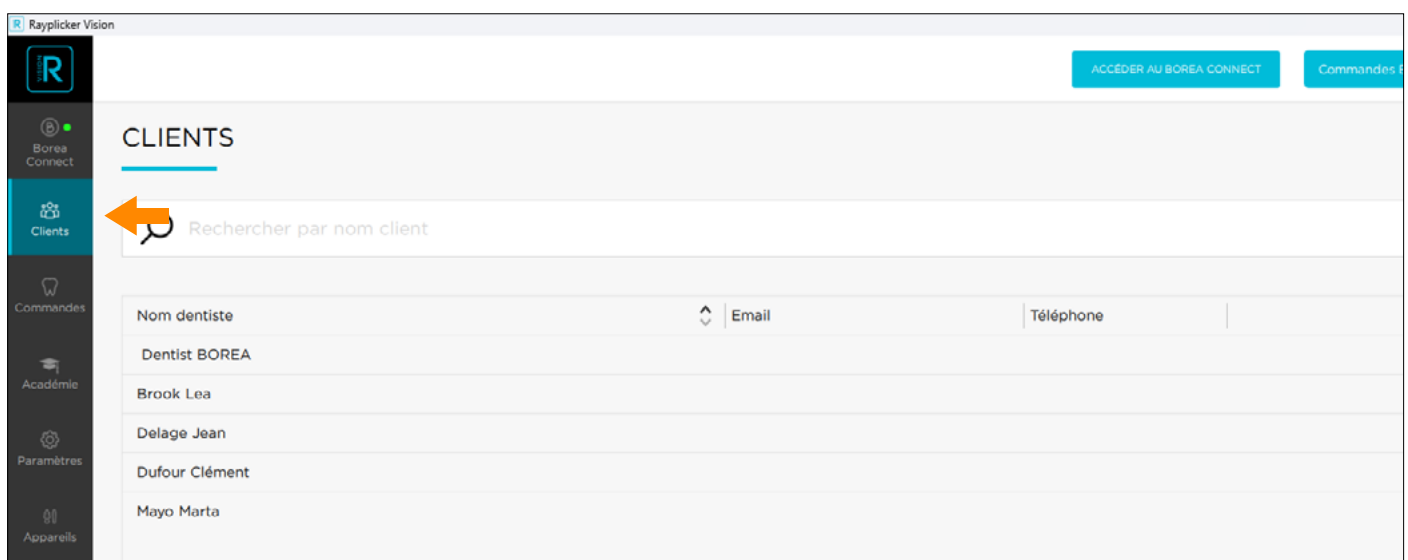 Rayplicker Vision
VISION
R
ACCÉDER AU BOREA CONNECT
Commandes
Borea
Connect
CLIENTS
Clients
Rechercher par nom client
Commandes
Nom dentiste
Email
Téléphone
Dentist BOREA
Académie
Brook Lea
Delage Jean
Paramètres
Dufour Clément
Mayo Marta
Appareils